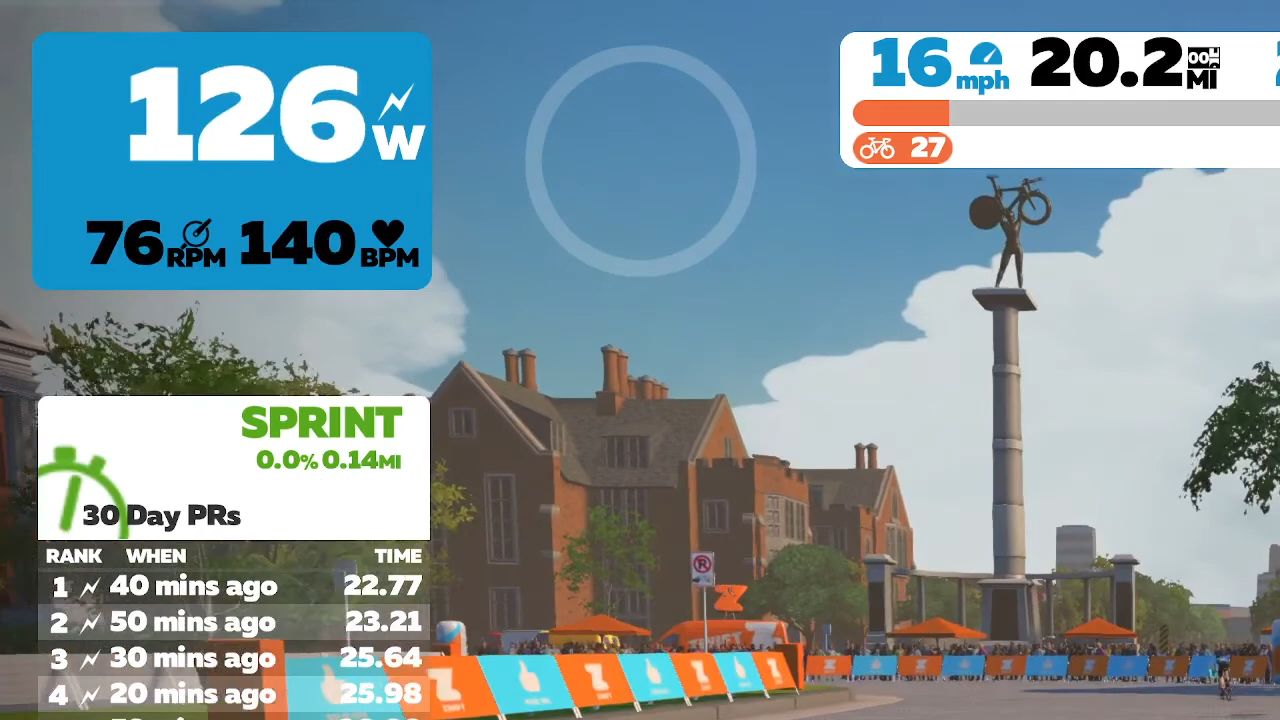 126 W
76 RPM 140 BPM
16 mph 20.2 MI
27
SPRINT
0.0% 0.14MI
30 Day PRs
RANK WHEN TIME
1 40 mins ago 22.77
2 50 mins ago 23.21
3 30 mins ago 25.64
4 20 mins ago 25.98
ZWIFT